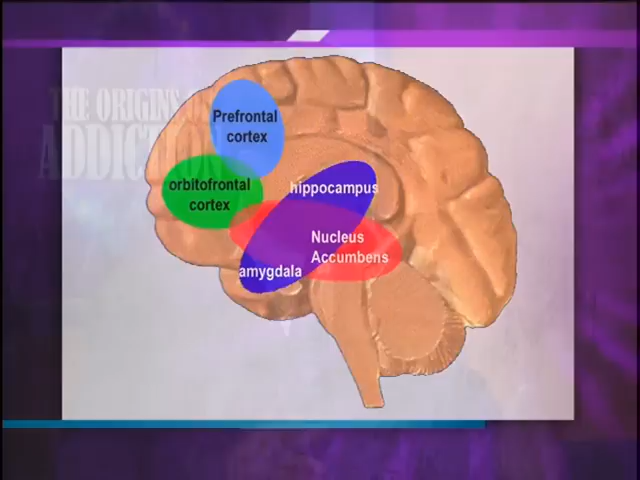 THE ORIGINS OF
ADDICTION
Prefrontal
cortex
orbitofrontal
cortex
hippocampus
Nucleus
Accumbens
amygdala